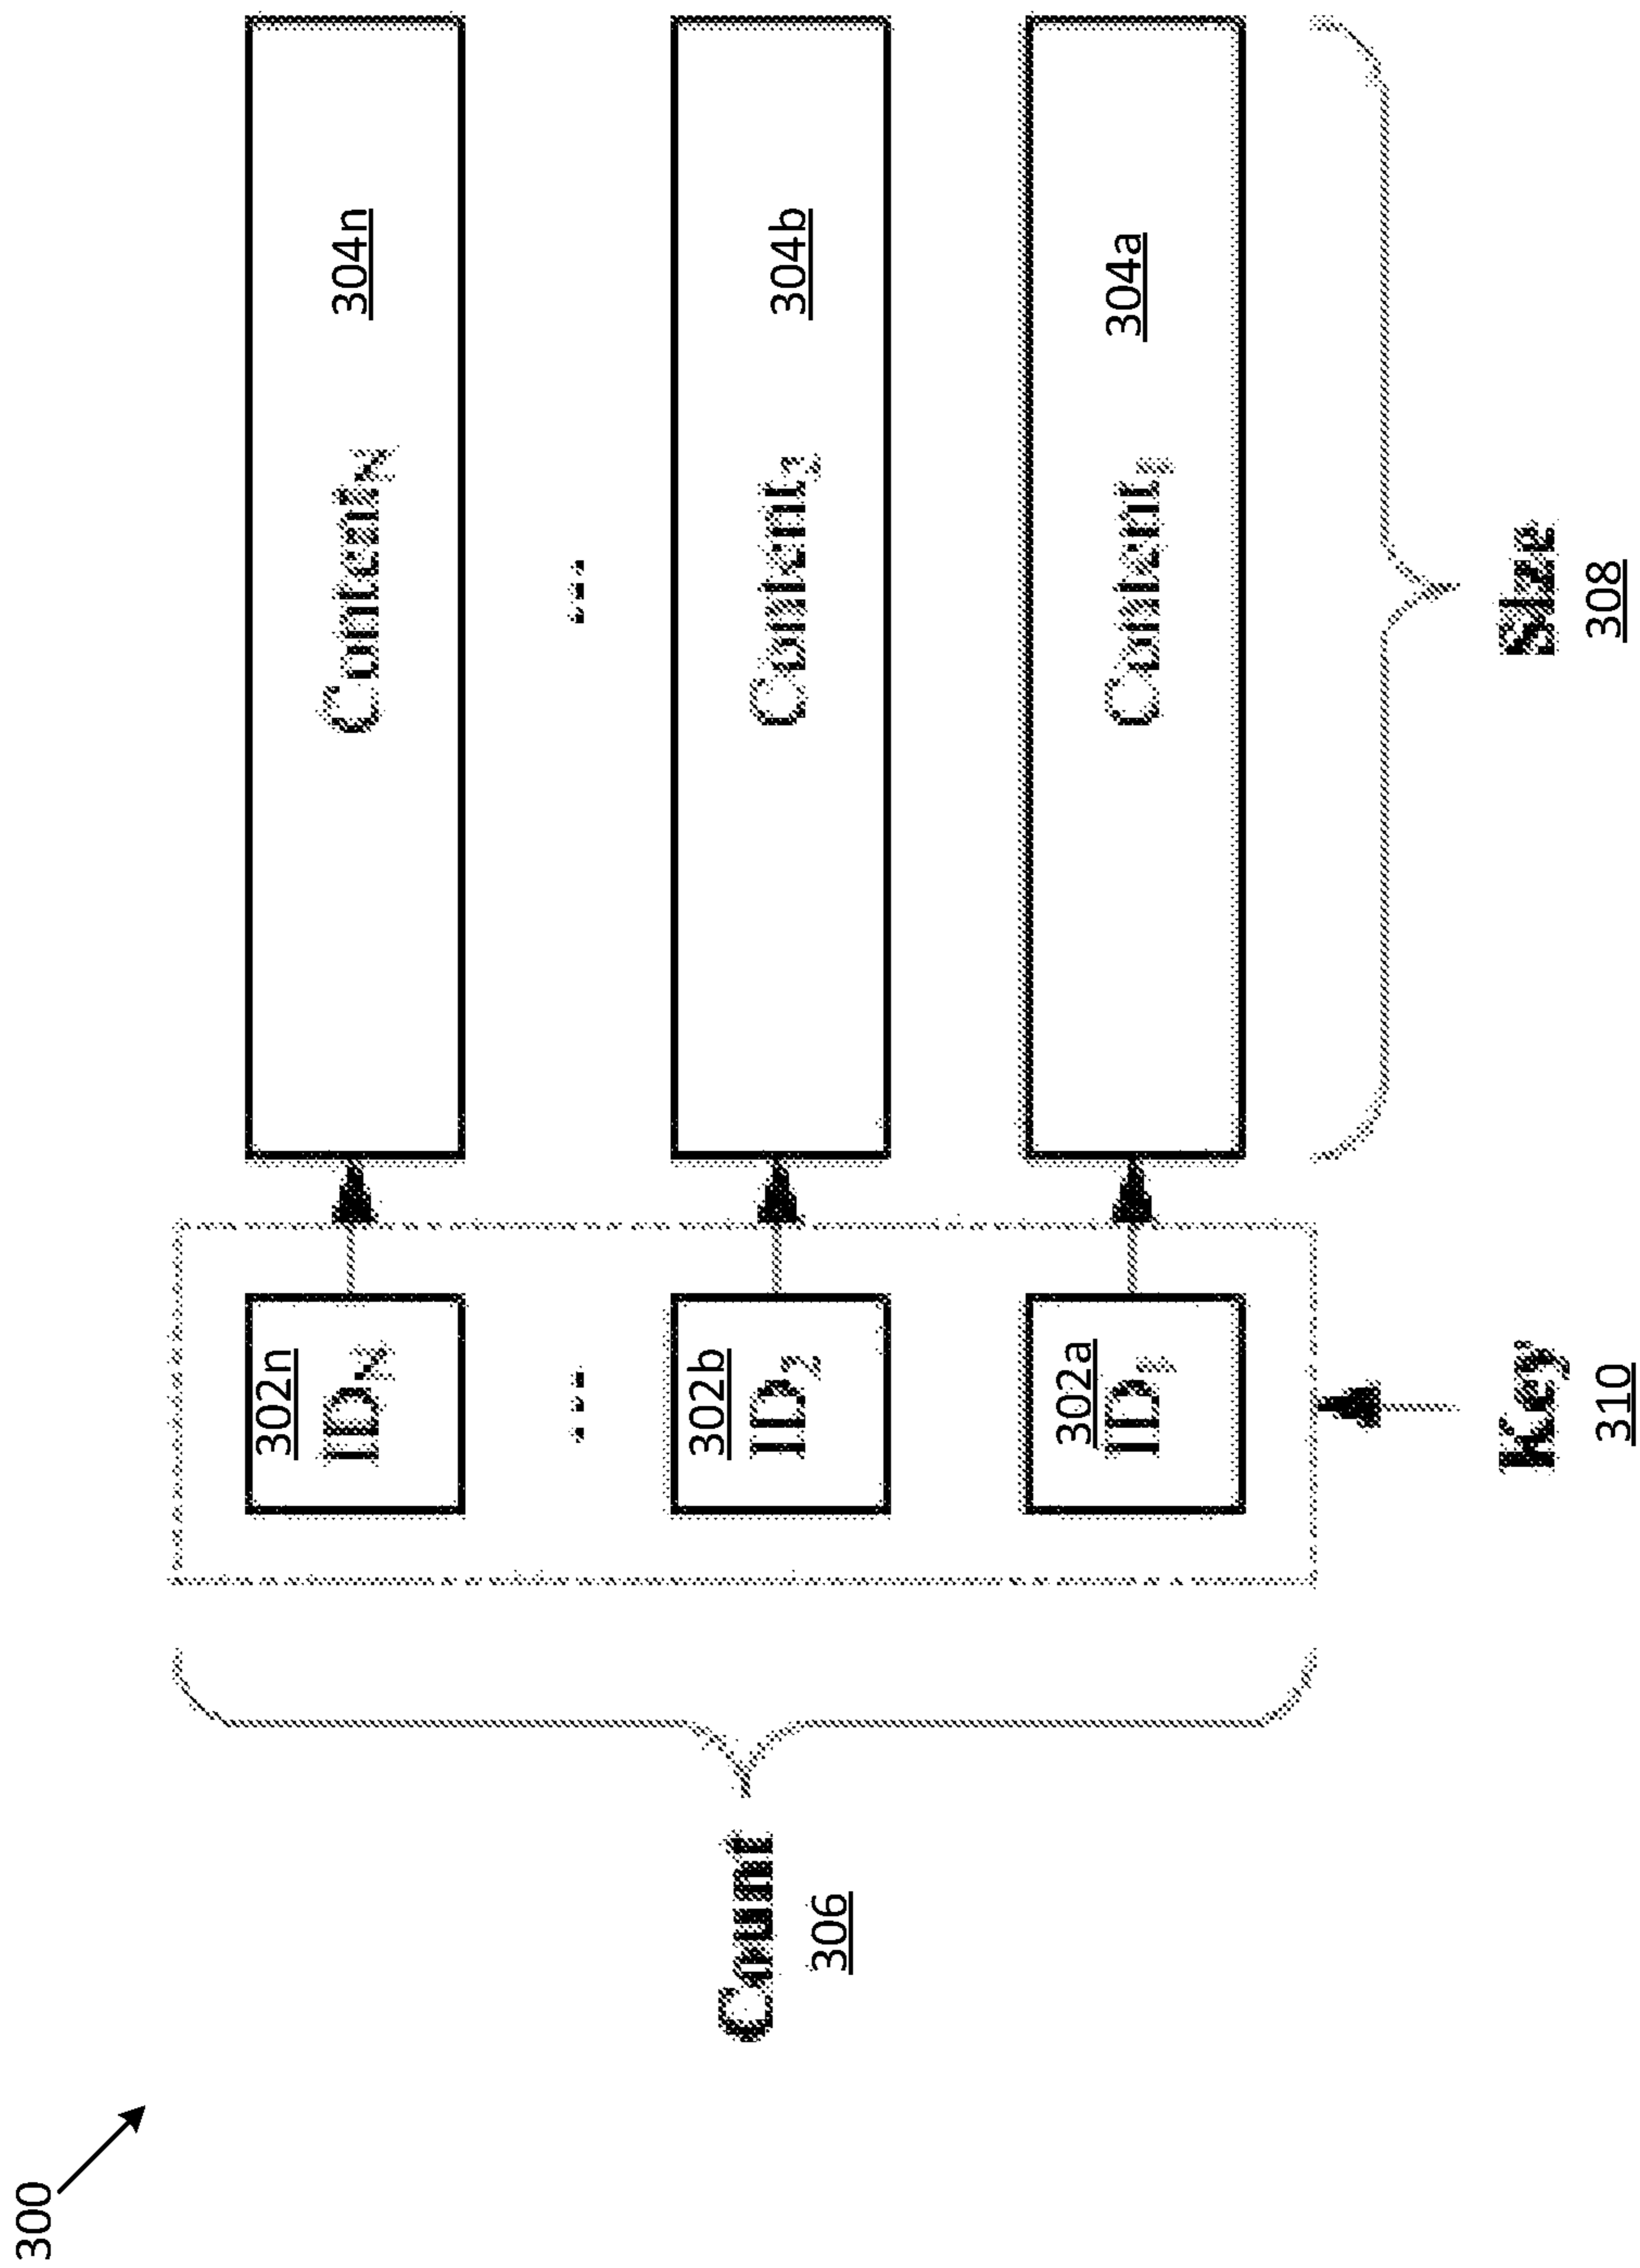 300
302n
ID_N
Content_N 304n
...
...
302b
ID_2
Content_2 304b
Count
306
302a
ID_1
Content_1 304a
Key
310
Size
308